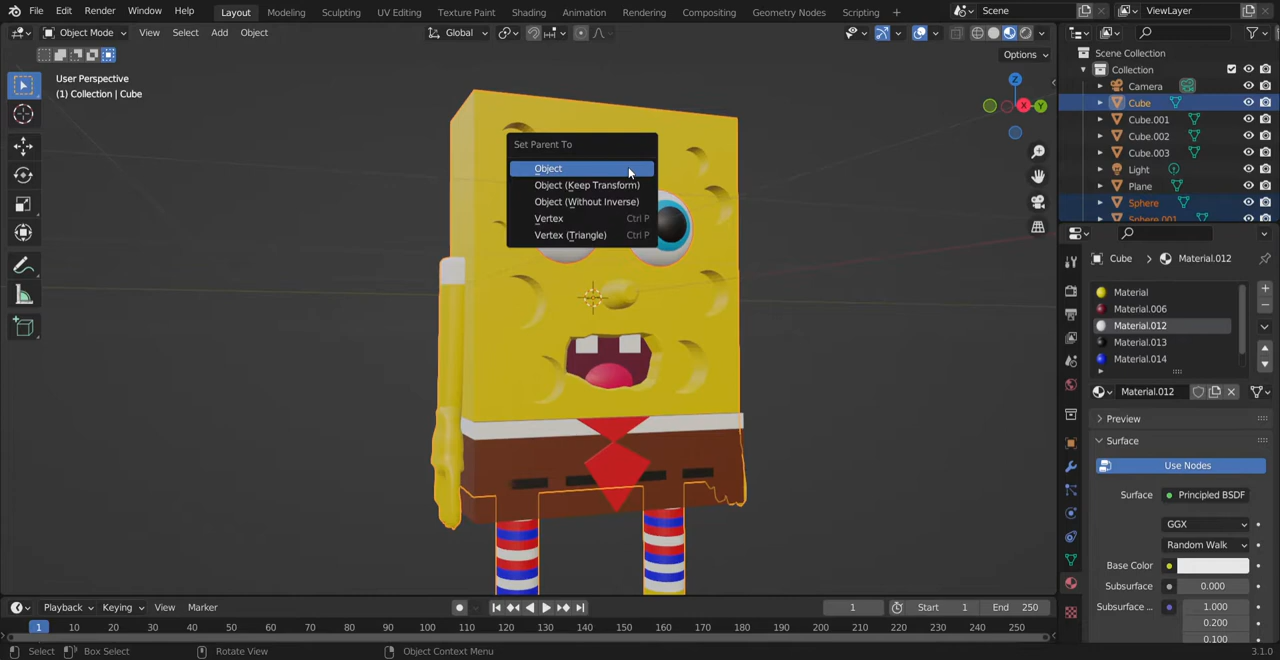 File Edit Render Window Help Layout Modeling Sculpting UV Editing Texture Paint Shading Animation Rendering Compositing Geometry Nodes Scripting + Scene ViewLayer
Object Mode View Select Add Object Global
Options
User Perspective
(1) Collection | Cube
Z
X
Y
Set Parent To
Object
Object (Keep Transform)
Object (Without Inverse)
Vertex Ctrl P
Vertex (Triangle) Ctrl P
Scene Collection
Collection
Camera
Cube
Cube.001
Cube.002
Cube.003
Light
Plane
Sphere
Sphere.001
Cube Material.012
Material
Material.006
Material.012
Material.013
Material.014
Material.012
Preview
Surface
Use Nodes
Surface Principled BSDF
GGX
Random Walk
Base Color
Subsurface 0.000
Subsurface ... 1.000
0.200
0.100
Playback Keying View Marker 1 Start 1 End 250
1 10 20 30 40 50 60 70 80 90 100 110 120 130 140 150 160 170 180 190 200 210 220 230 240 250
Select Box Select Rotate View Object Context Menu 3.1.0